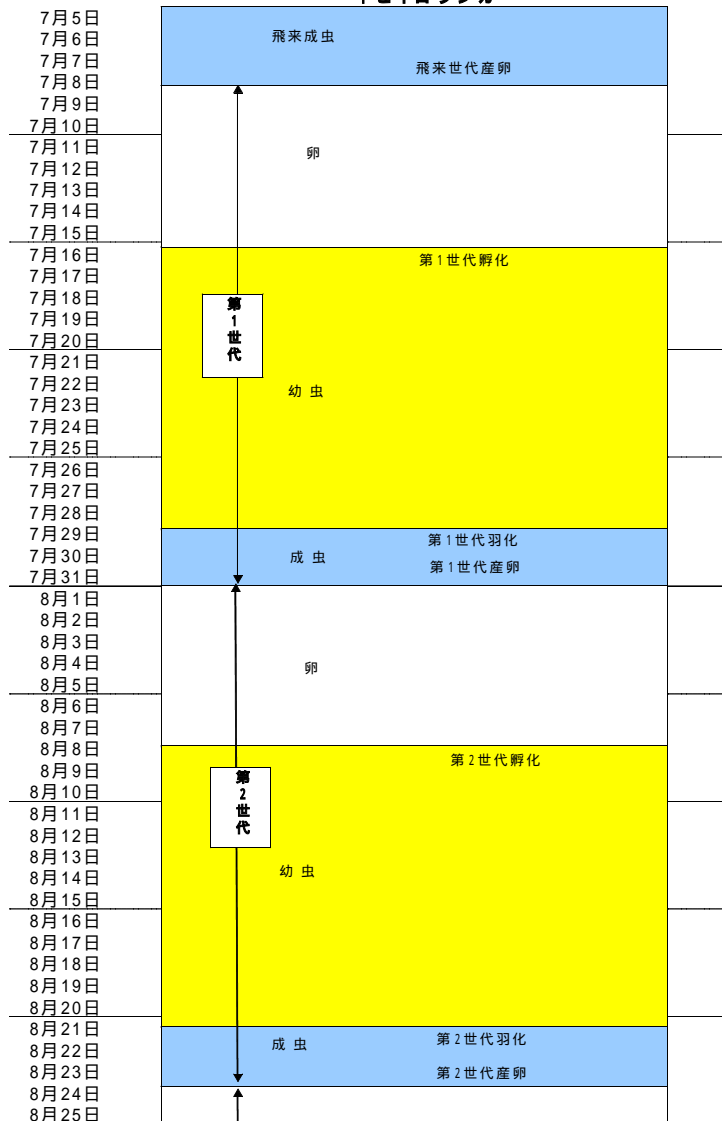 7月5日
7月6日
飛来成虫
7月7日
飛来世代産卵
7月8日
7月9日
7月10日
7月11日
卵
7月12日
7月13日
7月14日
7月15日
7月16日
第1世代孵化
7月17日
7月18日
第1世代
7月19日
7月20日
7月21日
7月22日
幼虫
7月23日
7月24日
7月25日
7月26日
7月27日
7月28日
7月29日
第1世代羽化
7月30日
成虫
7月31日
第1世代産卵
8月1日
8月2日
8月3日
8月4日
卵
8月5日
8月6日
8月7日
8月8日
第2世代孵化
8月9日
第2世代
8月10日
8月11日
8月12日
8月13日
幼虫
8月14日
8月15日
8月16日
8月17日
8月18日
8月19日
8月20日
8月21日
第2世代羽化
8月22日
成虫
8月23日
第2世代産卵
8月24日
8月25日